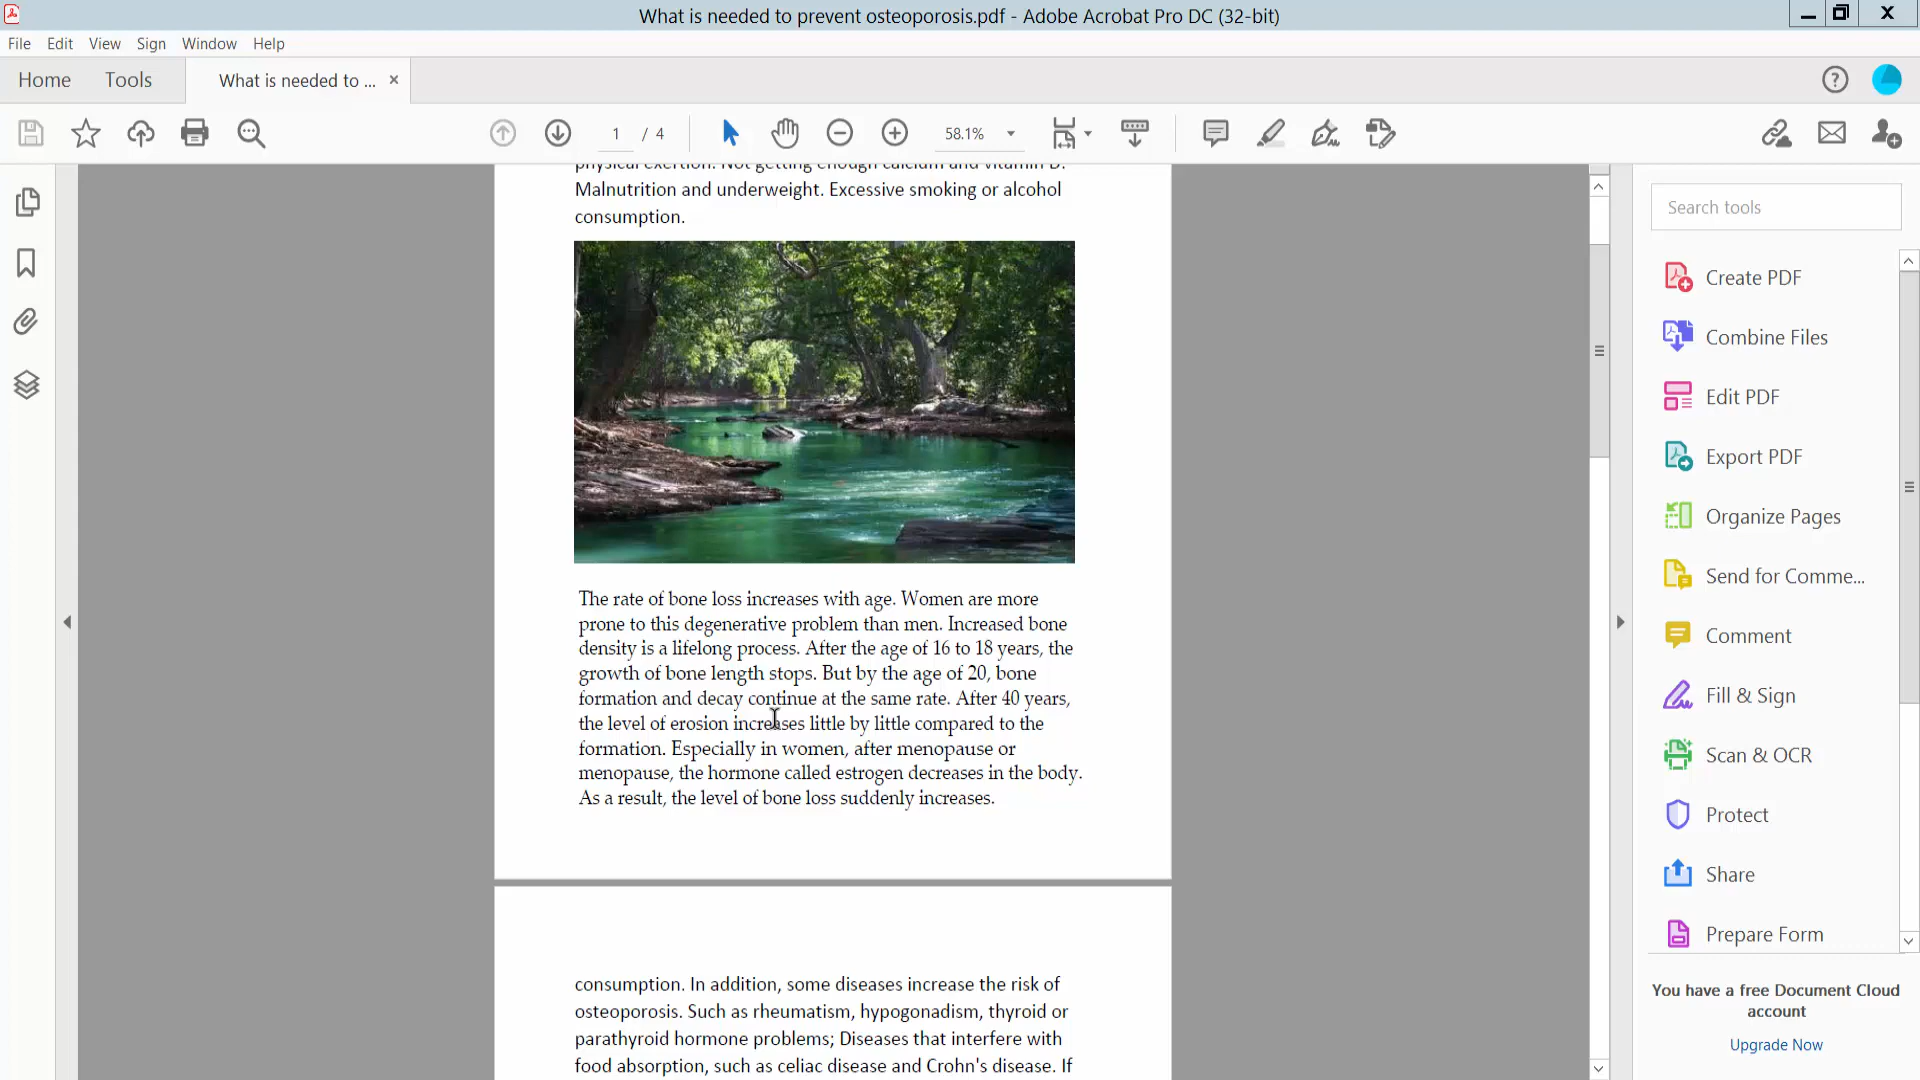 What is needed to prevent osteoporosis.pdf - Adobe Acrobat Pro DC (32-bit)
File Edit View Sign Window Help
Home Tools What is needed to ... ×
1 / 4 58.1%
physical exertion. Not getting enough calcium and vitamin D.
Malnutrition and underweight. Excessive smoking or alcohol
consumption.
The rate of bone loss increases with age. Women are more
prone to this degenerative problem than men. Increased bone
density is a lifelong process. After the age of 16 to 18 years, the
growth of bone length stops. But by the age of 20, bone
formation and decay continue at the same rate. After 40 years,
the level of erosion increases little by little compared to the
formation. Especially in women, after menopause or
menopause, the hormone called estrogen decreases in the body.
As a result, the level of bone loss suddenly increases.
consumption. In addition, some diseases increase the risk of
osteoporosis. Such as rheumatism, hypogonadism, thyroid or
parathyroid hormone problems; Diseases that interfere with
food absorption, such as celiac disease and Crohn's disease. If
Search tools
Create PDF
Combine Files
Edit PDF
Export PDF
Organize Pages
Send for Comme...
Comment
Fill & Sign
Scan & OCR
Protect
Share
Prepare Form
You have a free Document Cloud
account
Upgrade Now